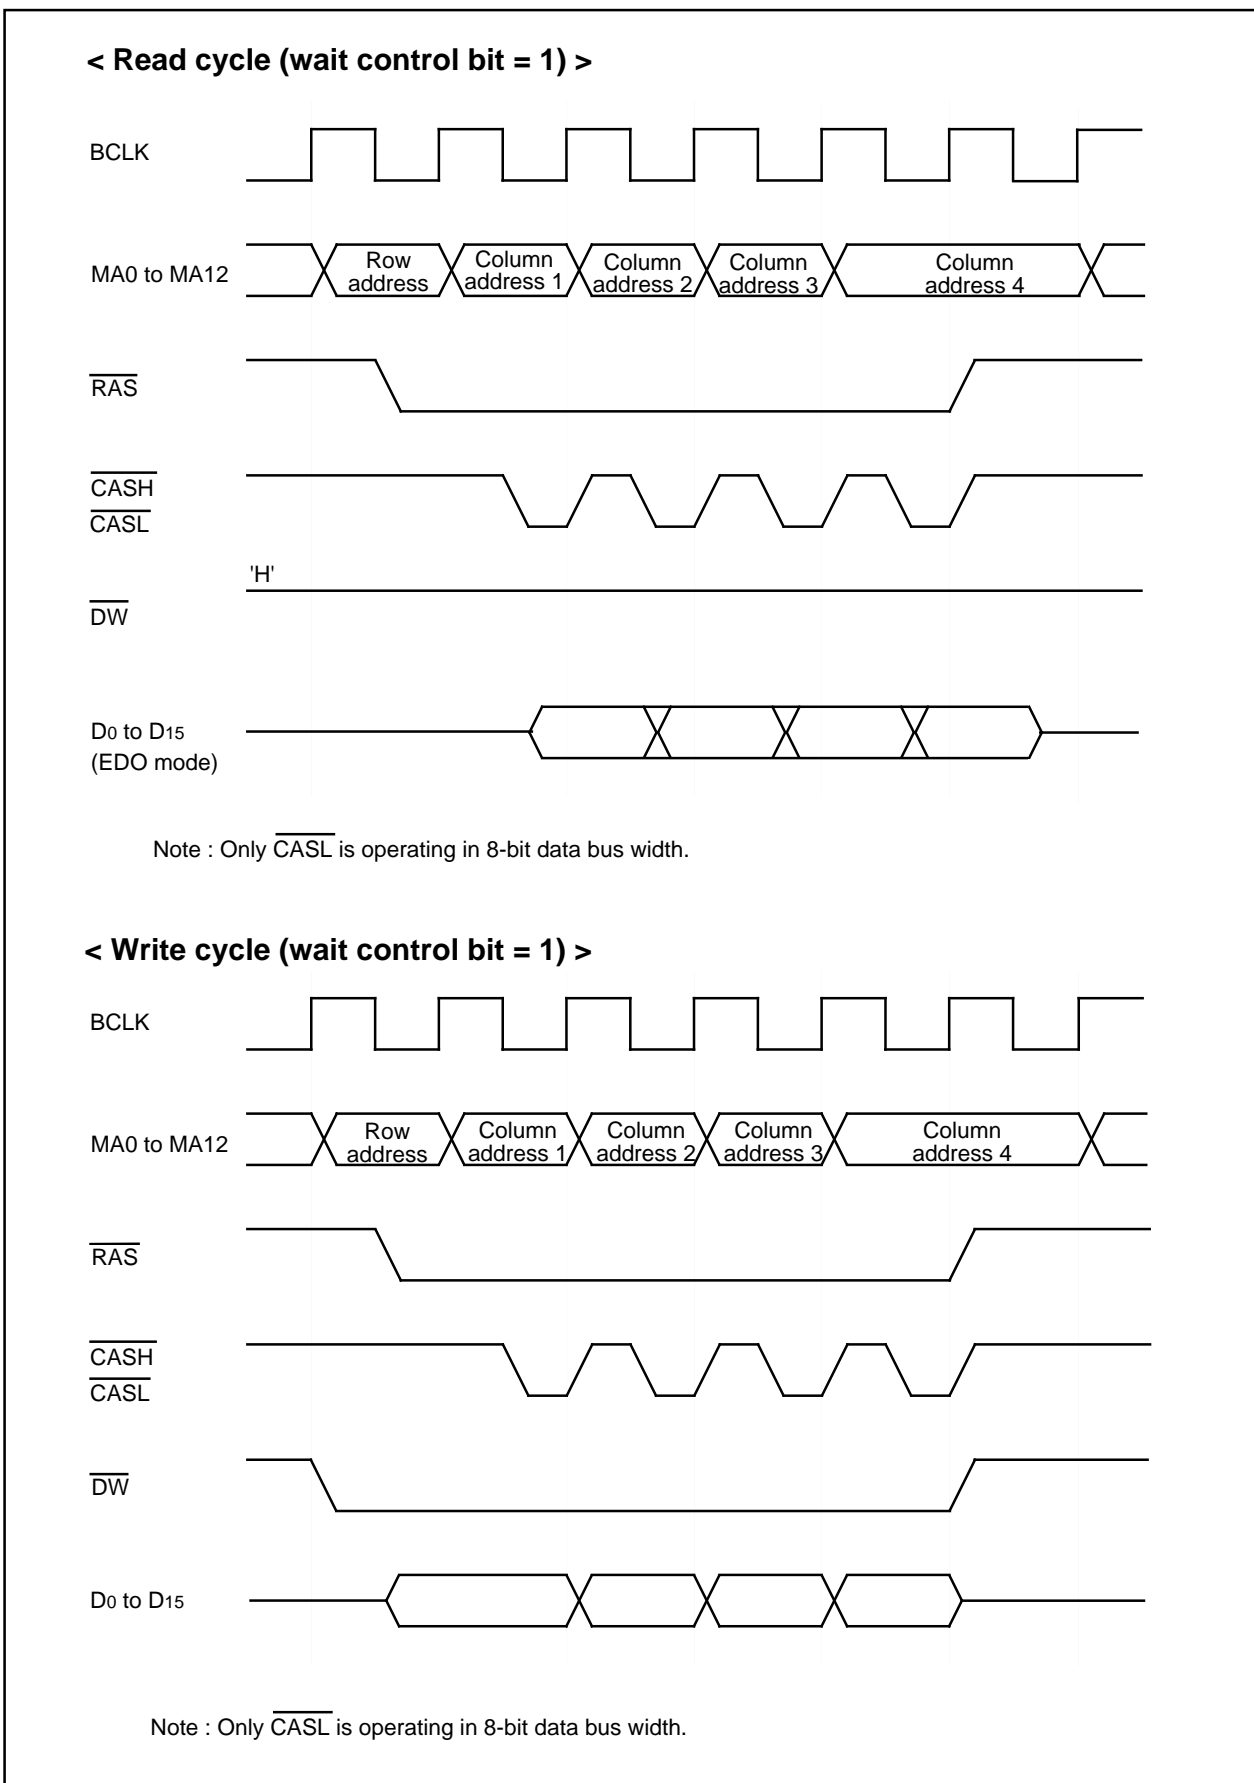 < Read cycle (wait control bit = 1) >
BCLK
MA0 to MA12
Row
address
Column
address 1
Column
address 2
Column
address 3
Column
address 4
RAS
CASH
CASL
'H'
DW
D0 to D15
(EDO mode)
Note : Only CASL is operating in 8-bit data bus width.
< Write cycle (wait control bit = 1) >
BCLK
MA0 to MA12
Row
address
Column
address 1
Column
address 2
Column
address 3
Column
address 4
RAS
CASH
CASL
DW
D0 to D15
Note : Only CASL is operating in 8-bit data bus width.